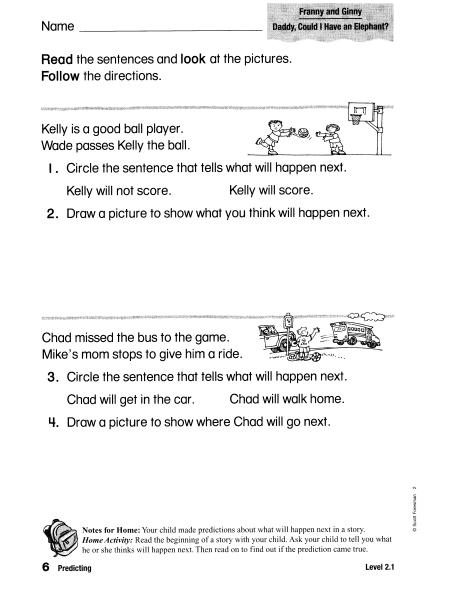 Franny and Ginny
Name
Daddy, Could I Have an Elephant?
Read the sentences and look at the pictures.
Follow the directions.
Kelly is a good ball player.
Wade passes Kelly the ball.
1. Circle the sentence that tells what will happen next.
Kelly will not score. Kelly will score.
2. Draw a picture to show what you think will happen next.
Chad missed the bus to the game.
Mike's mom stops to give him a ride.
3. Circle the sentence that tells what will happen next.
Chad will get in the car. Chad will walk home.
4. Draw a picture to show where Chad will go next.
© Scott Foresman 2
Notes for Home: Your child made predictions about what will happen next in a story.
Home Activity: Read the beginning of a story with your child. Ask your child to tell you what
he or she thinks will happen next. Then read on to find out if the prediction came true.
6 Predicting Level 2.1